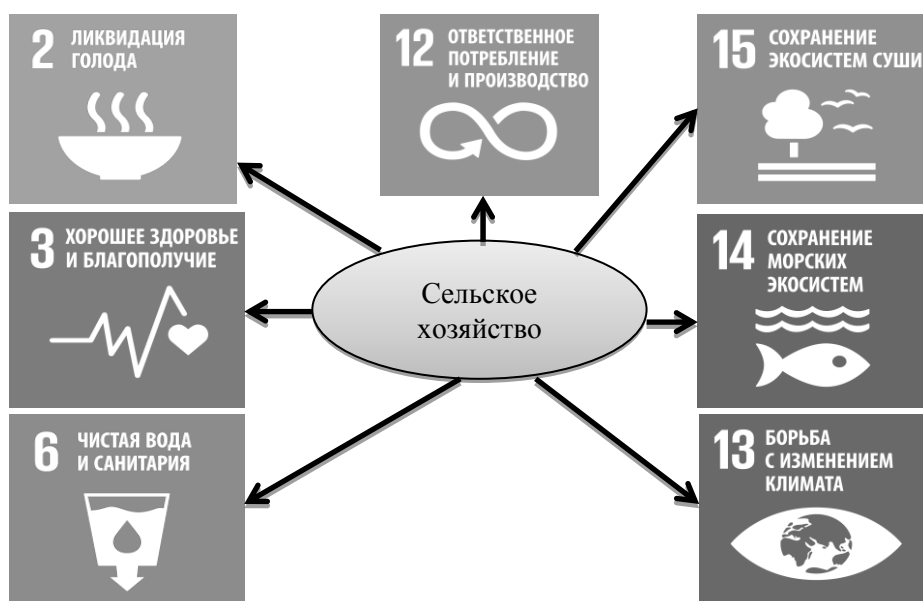 2 ЛИКВИДАЦИЯ
ГОЛОДА
12 ОТВЕТСТВЕННОЕ
ПОТРЕБЛЕНИЕ
И ПРОИЗВОДСТВО
15 СОХРАНЕНИЕ
ЭКОСИСТЕМ СУШИ
3 ХОРОШЕЕ ЗДОРОВЬЕ
И БЛАГОПОЛУЧИЕ
Сельское
хозяйство
14 СОХРАНЕНИЕ
МОРСКИХ
ЭКОСИСТЕМ
6 ЧИСТАЯ ВОДА
И САНИТАРИЯ
13 БОРЬБА
С ИЗМЕНЕНИЕМ
КЛИМАТА